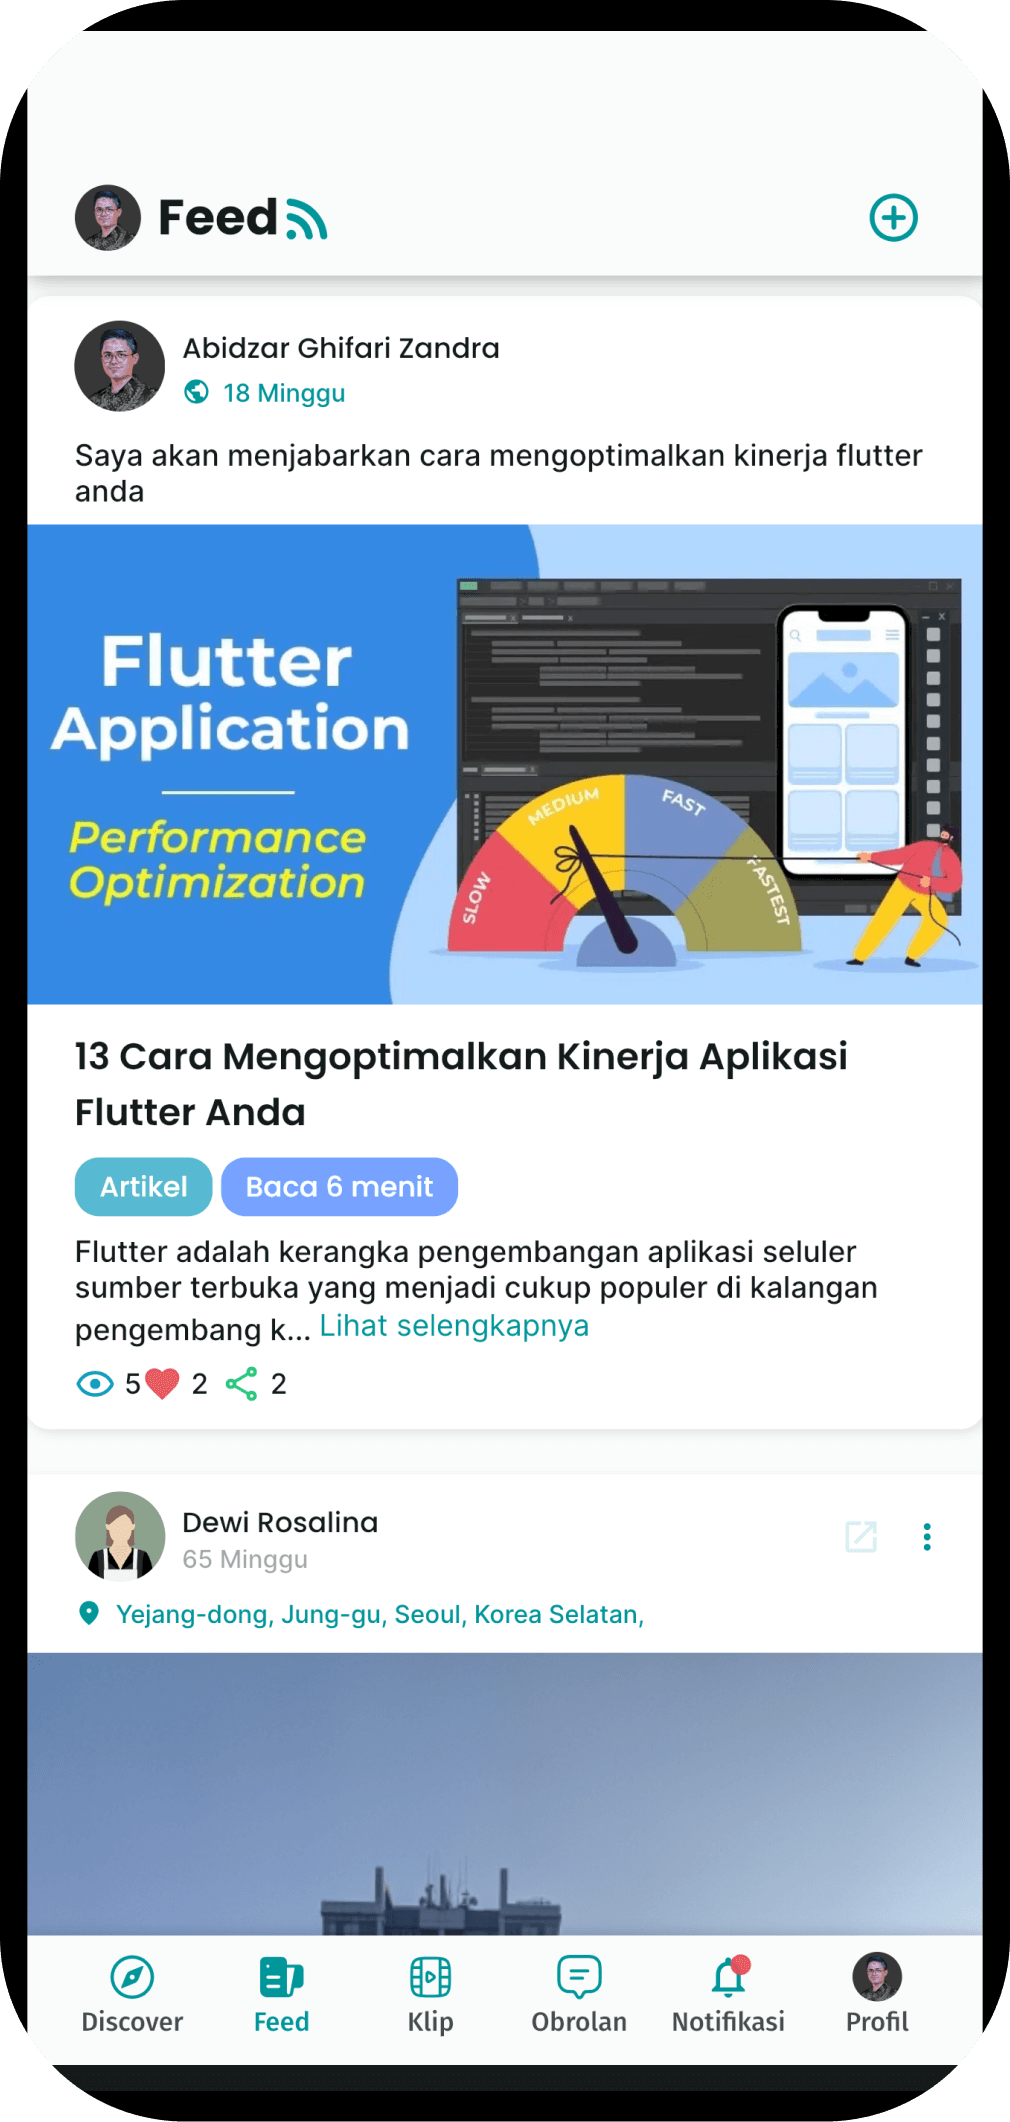 Feed
Abidzar Ghifari Zandra
18 Minggu
Saya akan menjabarkan cara mengoptimalkan kinerja flutter
anda
Flutter
Application
Performance
Optimization
SLOW
MEDIUM
FAST
FASTEST
13 Cara Mengoptimalkan Kinerja Aplikasi
Flutter Anda
Artikel
Baca 6 menit
Flutter adalah kerangka pengembangan aplikasi seluler
sumber terbuka yang menjadi cukup populer di kalangan
pengembang k... Lihat selengkapnya
5 2 2
Dewi Rosalina
65 Minggu
Yejang-dong, Jung-gu, Seoul, Korea Selatan,
Discover Feed Klip Obrolan Notifikasi Profil